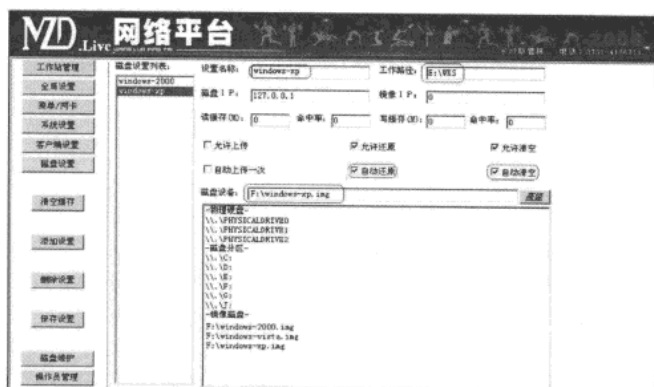 MZD.Live 网络平台
工作站管理
全局设置
菜单/网卡
系统设置
客户端设置
磁盘设置
清空缓存
添加设置
删除设置
保存设置
磁盘维护
操作员管理
磁盘设置列表:
windows-2000
windows-xp
设置名称: windows-xp 工作路径: E:\WKS
磁盘IP: 127.0.0.1 镜像IP: 0
读缓存(M): 0 命中率: 0 写缓存(M): 0 命中率: 0
允许上传 允许还原 允许清空
自动上传一次 自动还原 自动清空
磁盘设备: F:\windows-xp.img
-物理硬盘-
\\.\PHYSICALDRIVE0
\\.\PHYSICALDRIVE1
\\.\PHYSICALDRIVE2
-磁盘分区-
\\.\C:
\\.\D:
\\.\E:
\\.\F:
\\.\G:
\\.\J:
-镜像磁盘-
F:\windows-2000.img
F:\windows-vista.img
F:\windows-xp.img